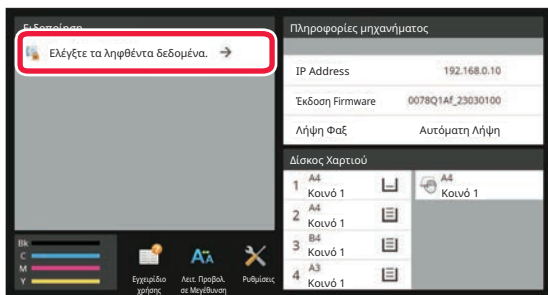 Ειδοποίηση
Ελέγξτε τα ληφθέντα δεδομένα. →
Πληροφορίες μηχανήματος
IP Address 192.168.0.10
Έκδοση Firmware 0078Q1Af_23030100
Λήψη Φαξ Αυτόματη Λήψη
Δίσκος Χαρτιού
1 A4
Κοινό 1
A4
Κοινό 1
2 A4
Κοινό 1
3 B4
Κοινό 1
4 A3
Κοινό 1
Bk
C
M
Y
Εγχειρίδιο
χρήσης
Λειτ. Προβολ.
σε Μεγέθυνση
Ρυθμίσεις